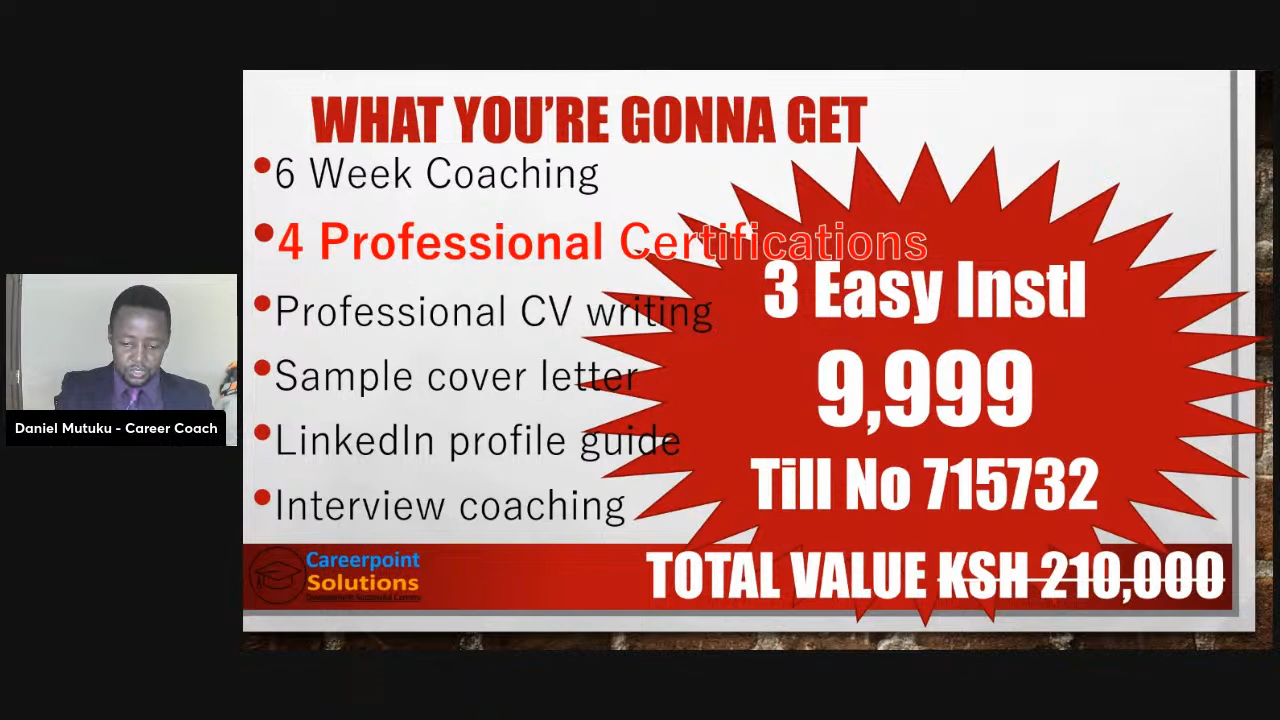 WHAT YOU'RE GONNA GET
•6 Week Coaching
•4 Professional Certifications
•Professional CV writing
•Sample cover letter
•LinkedIn profile guide
•Interview coaching
3 Easy Instl
9,999
Till No 715732
Careerpoint
Solutions
TOTAL VALUE KSH 210,000
Daniel Mutuku - Career Coach